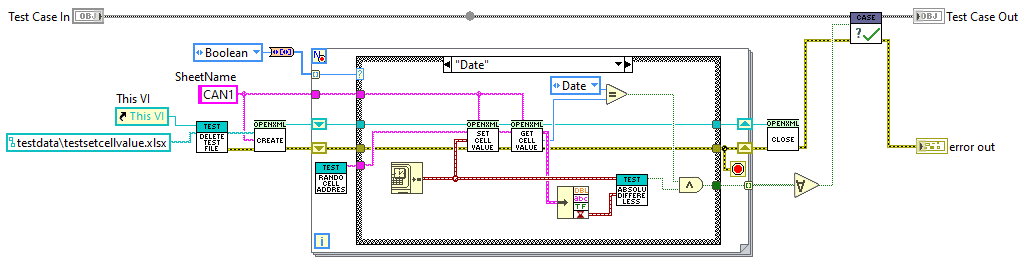 Test Case In
OBJ
CASE
?
OBJ
Test Case Out
Boolean
N
"Date"
SheetName
CAN1
?
Date
=
This VI
This VI
TEST
DELETE
TEST
FILE
OPENXML
CREATE
OPENXML
SET
CELL
VALUE
OPENXML
GET
CELL
VALUE
OPENXML
CLOSE
testdata\testsetcellvalue.xlsx
error out
TEST
RANDO
CELL
ADDRES
DBL
abc
TF
TEST
ABSOLU
DIFFERE
LESS
∧
∀
i